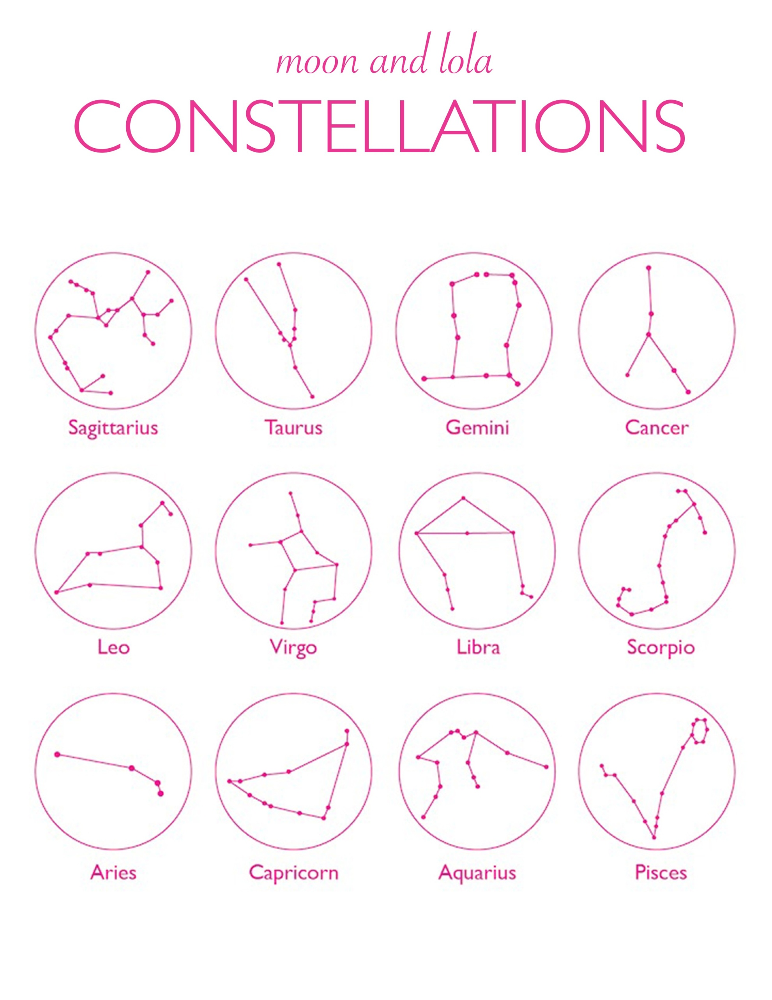 moon and lola
CONSTELLATIONS
Sagittarius
Taurus
Gemini
Cancer
Leo
Virgo
Libra
Scorpio
Aries
Capricorn
Aquarius
Pisces